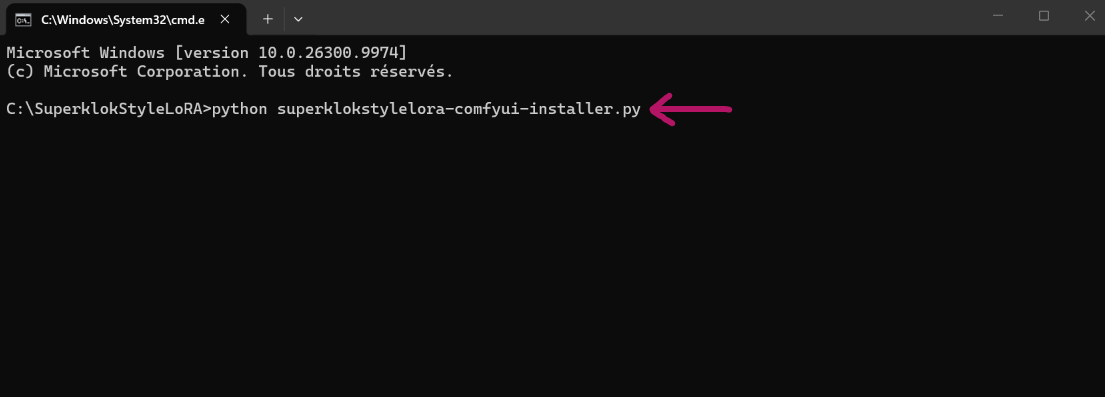 C:\Windows\System32\cmd.e
Microsoft Windows [version 10.0.26300.9974]
(c) Microsoft Corporation. Tous droits réservés.
C:\SuperklokStyleLoRA>python superklokstylelora-comfyui-installer.py